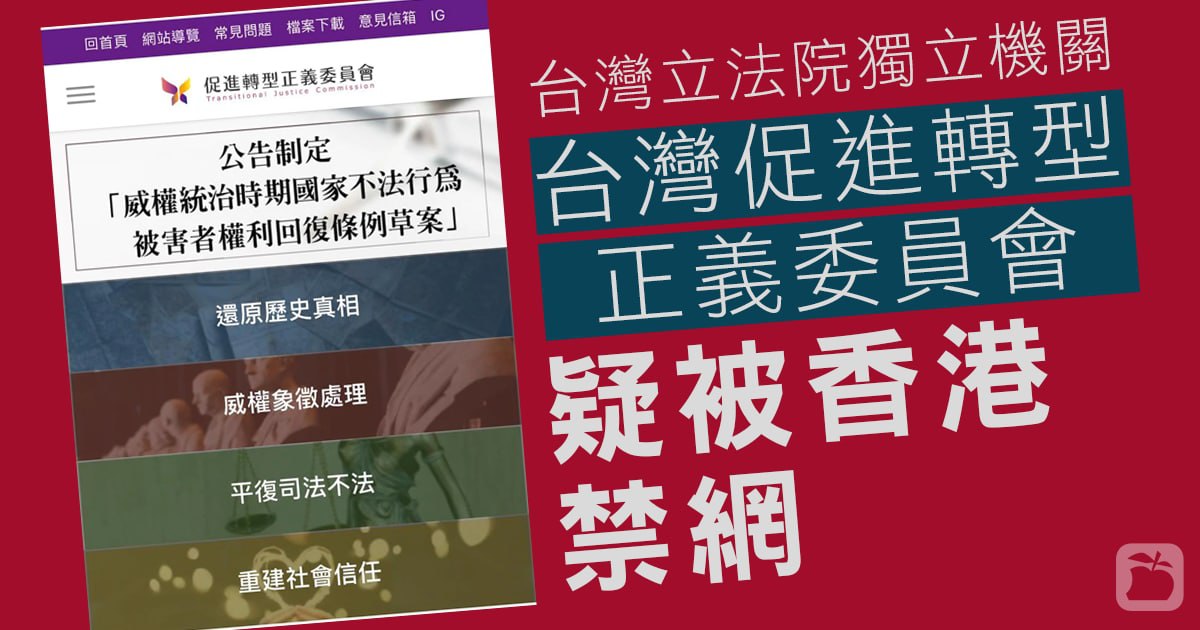 回首頁 網站導覽 常見問題 檔案下載 意見信箱 IG
促進轉型正義委員會
Transitional Justice Commission
公告制定
「威權統治時期國家不法行為
被害者權利回復條例草案」
還原歷史真相
威權象徵處理
平復司法不法
重建社會信任
台灣立法院獨立機關
台灣促進轉型
正義委員會
疑被香港
禁網